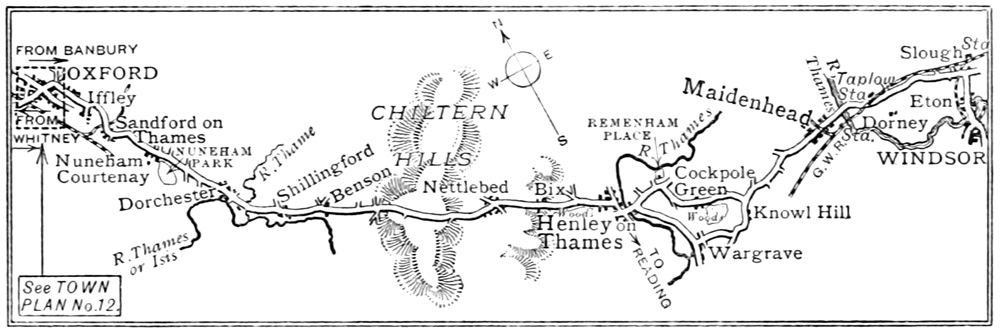 FROM BANBURY
OXFORD
Iffley
FROM
WHITNEY
Sandford on
Thames
NUNEHAM
PARK
Nuneham
Courtenay
Dorchester
R. Thame
R. Thames
or Isis
Shillingford
Benson
CHILTERN
HILLS
Nettlebed
Bix
Woods
Henley on
Thames
N
E
W
S
REMENHAM
PLACE
R. Thames
Cockpole
Green
Woods
Knowl Hill
Wargrave
TO
READING
Maidenhead
R.
Thames
Taplow
Sta.
G.W.R.
Sta.
Dorney
Slough Sta
Eton
WINDSOR
See TOWN
PLAN No. 12.